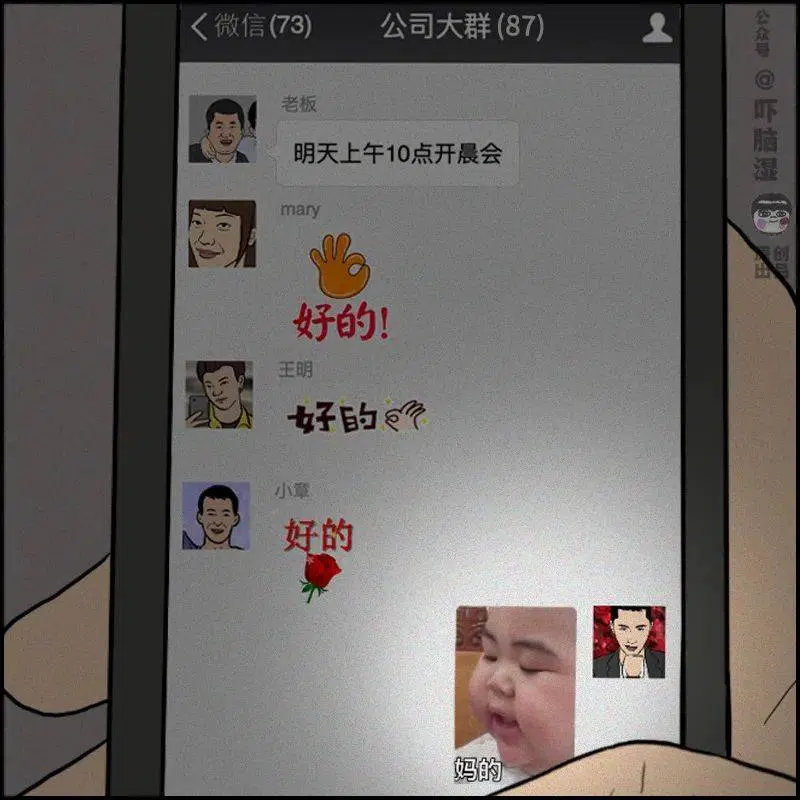 微信(73)
公司大群(87)
老板
明天上午10点开晨会
mary
好的!
王明
好的
小章
好的
妈的
公众号
@
吓脑湿
原创
出品